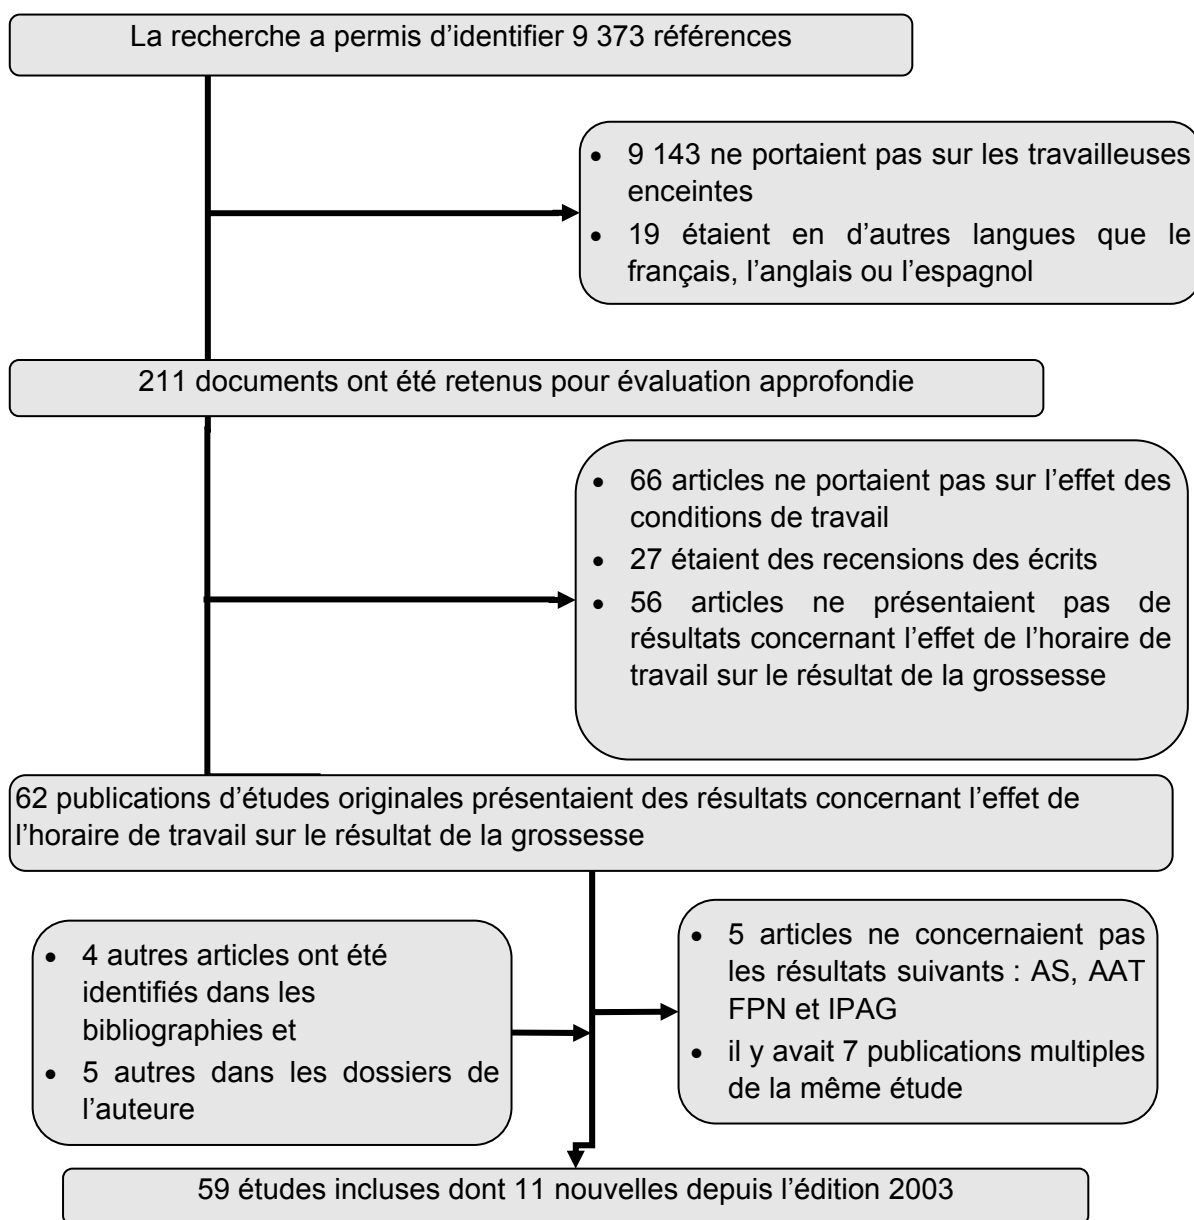 La recherche a permis d’identifier 9 373 références
• 9 143 ne portaient pas sur les travailleuses
enceintes
• 19 étaient en d’autres langues que le
français, l’anglais ou l’espagnol
211 documents ont été retenus pour évaluation approfondie
• 66 articles ne portaient pas sur l’effet des
conditions de travail
• 27 étaient des recensions des écrits
• 56 articles ne présentaient pas de
résultats concernant l’effet de l’horaire de
travail sur le résultat de la grossesse
62 publications d’études originales présentaient des résultats concernant l’effet de
l’horaire de travail sur le résultat de la grossesse
• 4 autres articles ont été
identifiés dans les
bibliographies et
• 5 autres dans les dossiers de
l’auteure
• 5 articles ne concernaient pas
les résultats suivants : AS, AAT
FPN et IPAG
• il y avait 7 publications multiples
de la même étude
59 études incluses dont 11 nouvelles depuis l’édition 2003